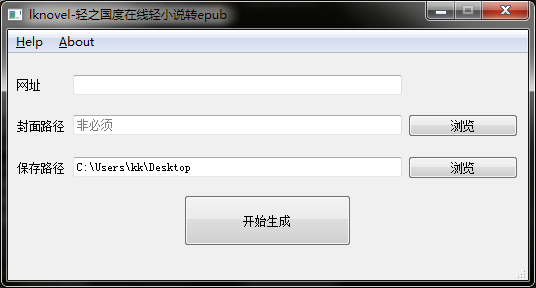 lknovel-轻之国度在线轻小说转epub
Help About
网址
封面路径 非必须 浏览
保存路径 C:\Users\kk\Desktop 浏览
开始生成